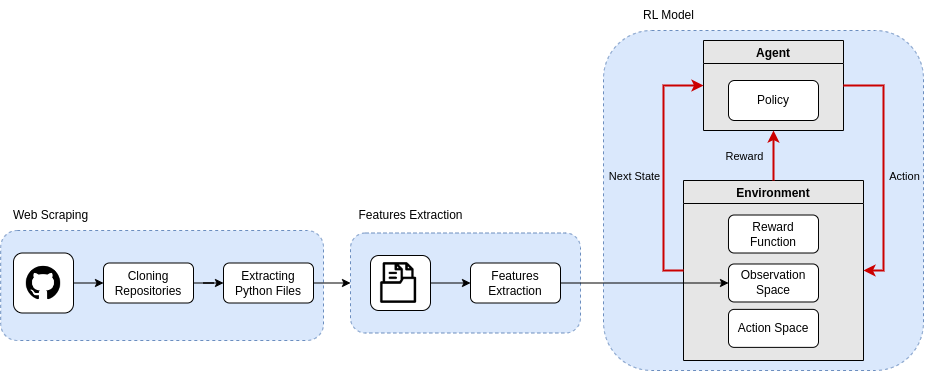 RL Model
Agent
Policy
Reward
Next State
Action
Environment
Reward
Function
Observation
Space
Action Space
Web Scraping
Cloning
Repositories
Extracting
Python Files
Features Extraction
Features
Extraction